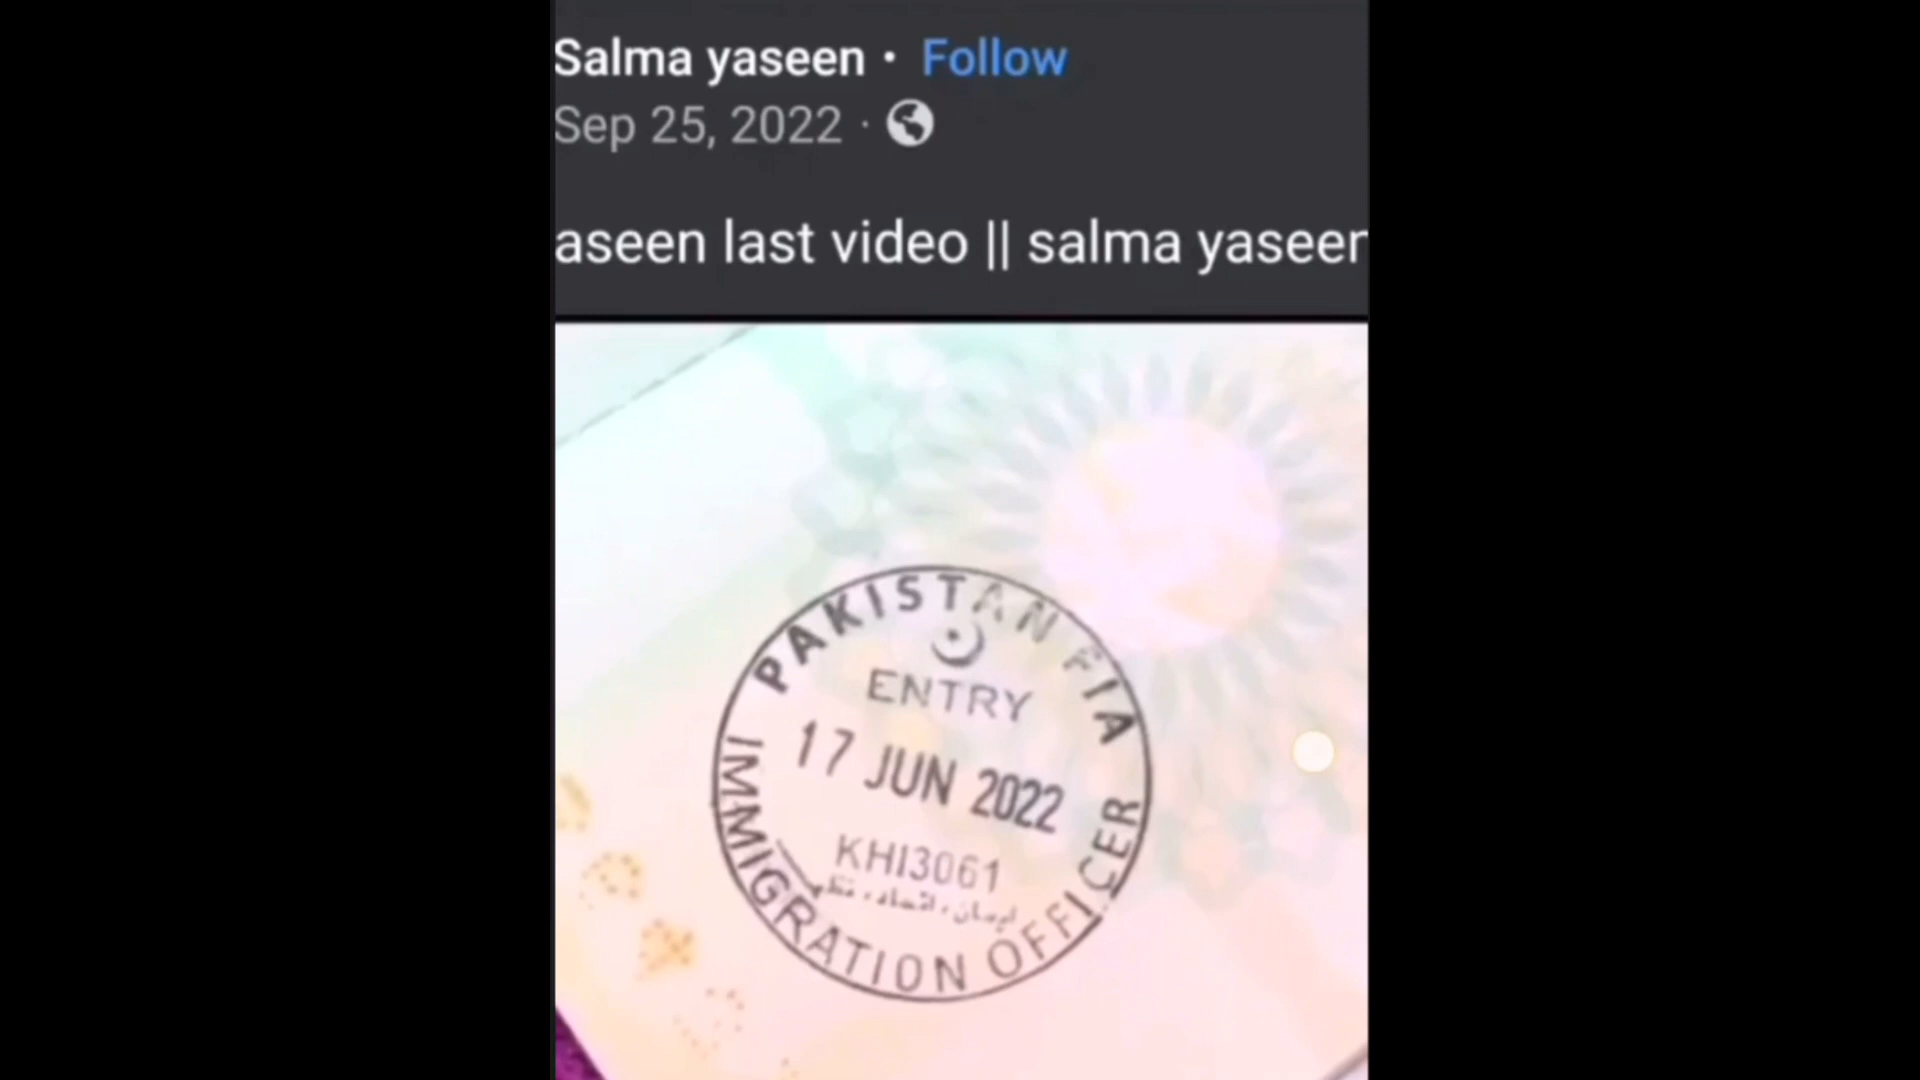 Salma yaseen • Follow
Sep 25, 2022 ·
aseen last video || salma yaseen
PAKISTAN FIA
ENTRY
17 JUN 2022
KHI3061
IMMIGRATION OFFICER